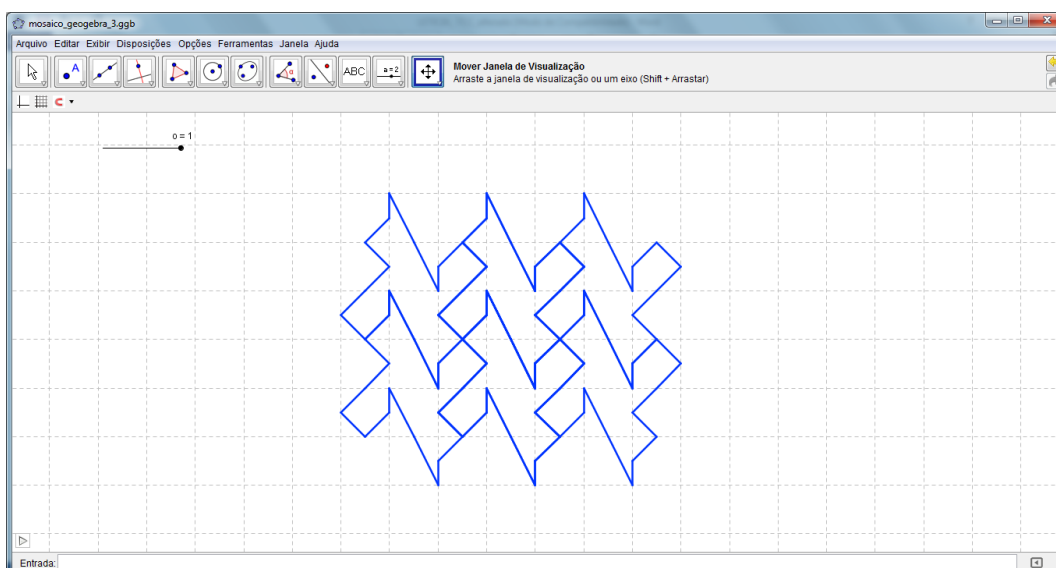 mosaico_geogebra_3.ggb
Arquivo Editar Exibir Disposições Opções Ferramentas Janela Ajuda
A
α
ABC
a=2
Mover Janela de Visualização
Arraste a janela de visualização ou um eixo (Shift + Arrastar)
o = 1
Entrada: